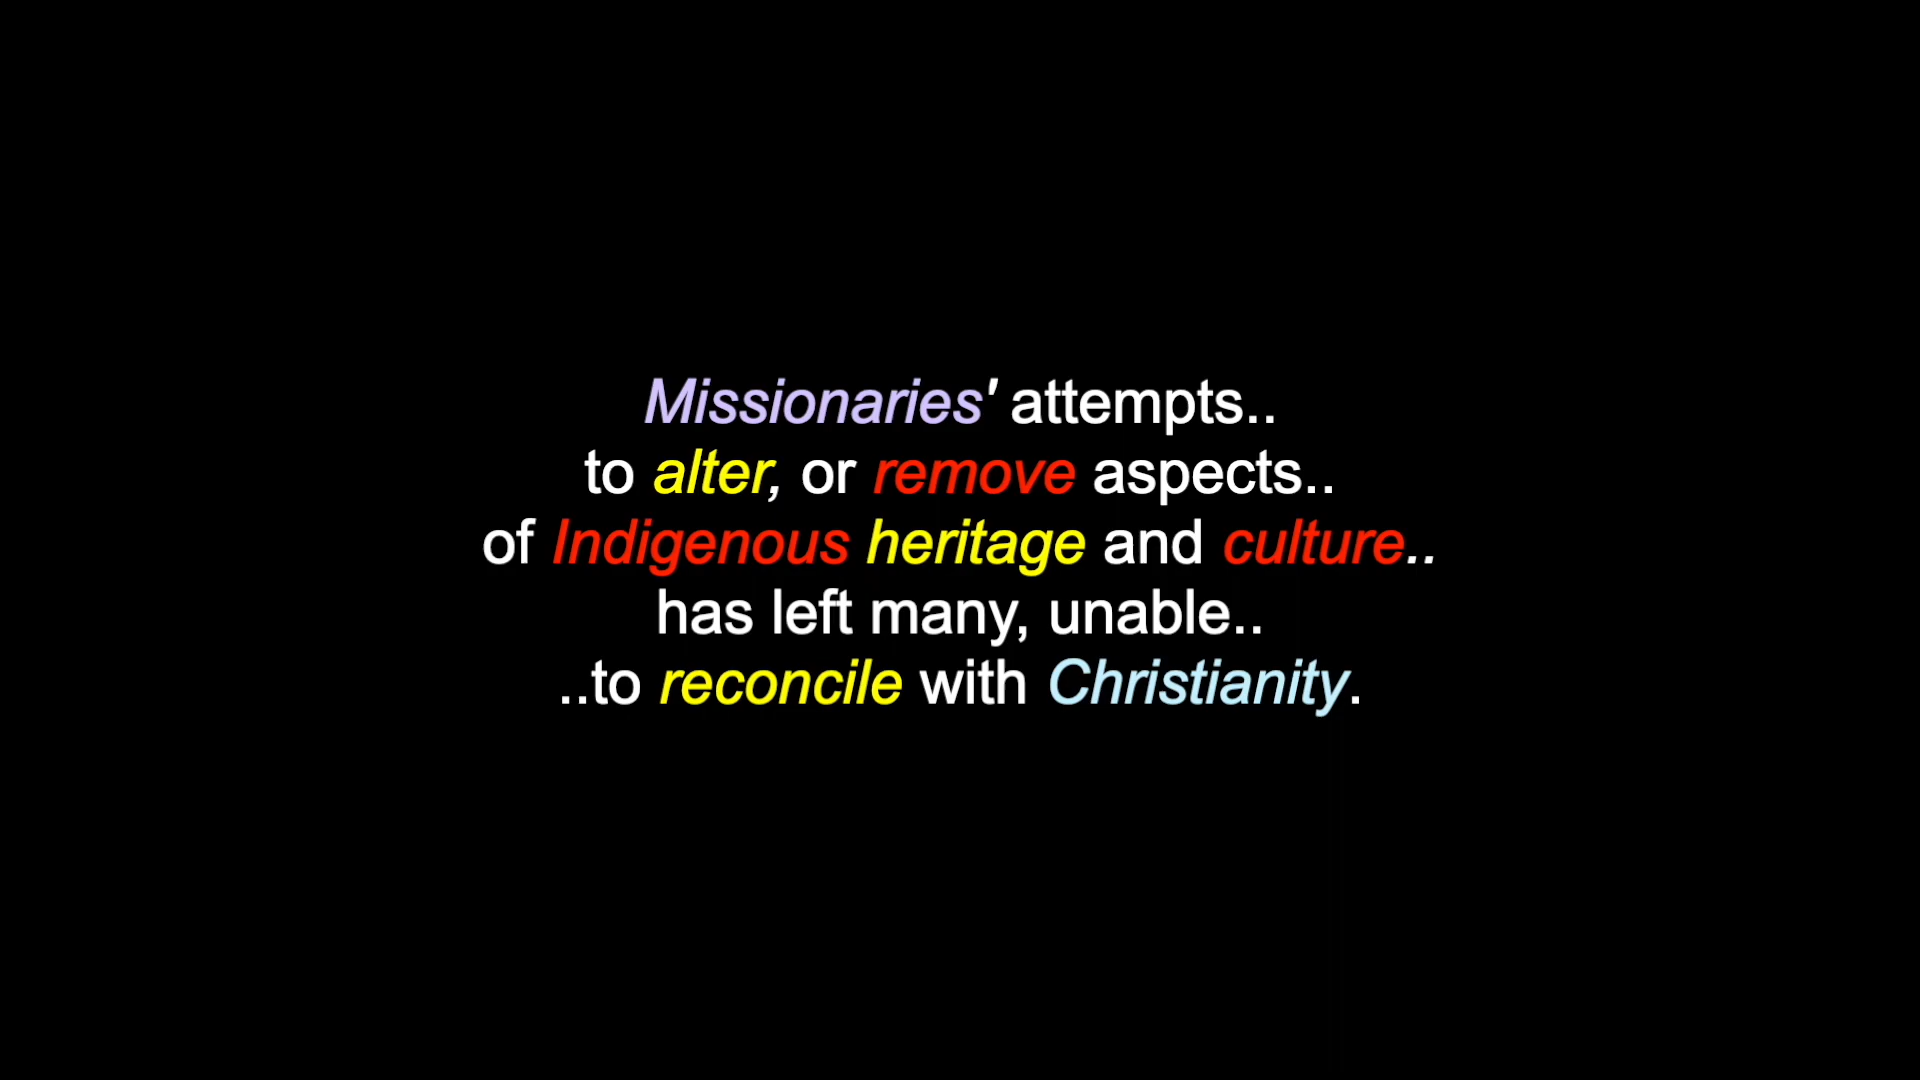 Missionaries' attempts..
to alter, or remove aspects..
of Indigenous heritage and culture..
has left many, unable..
..to reconcile with Christianity.